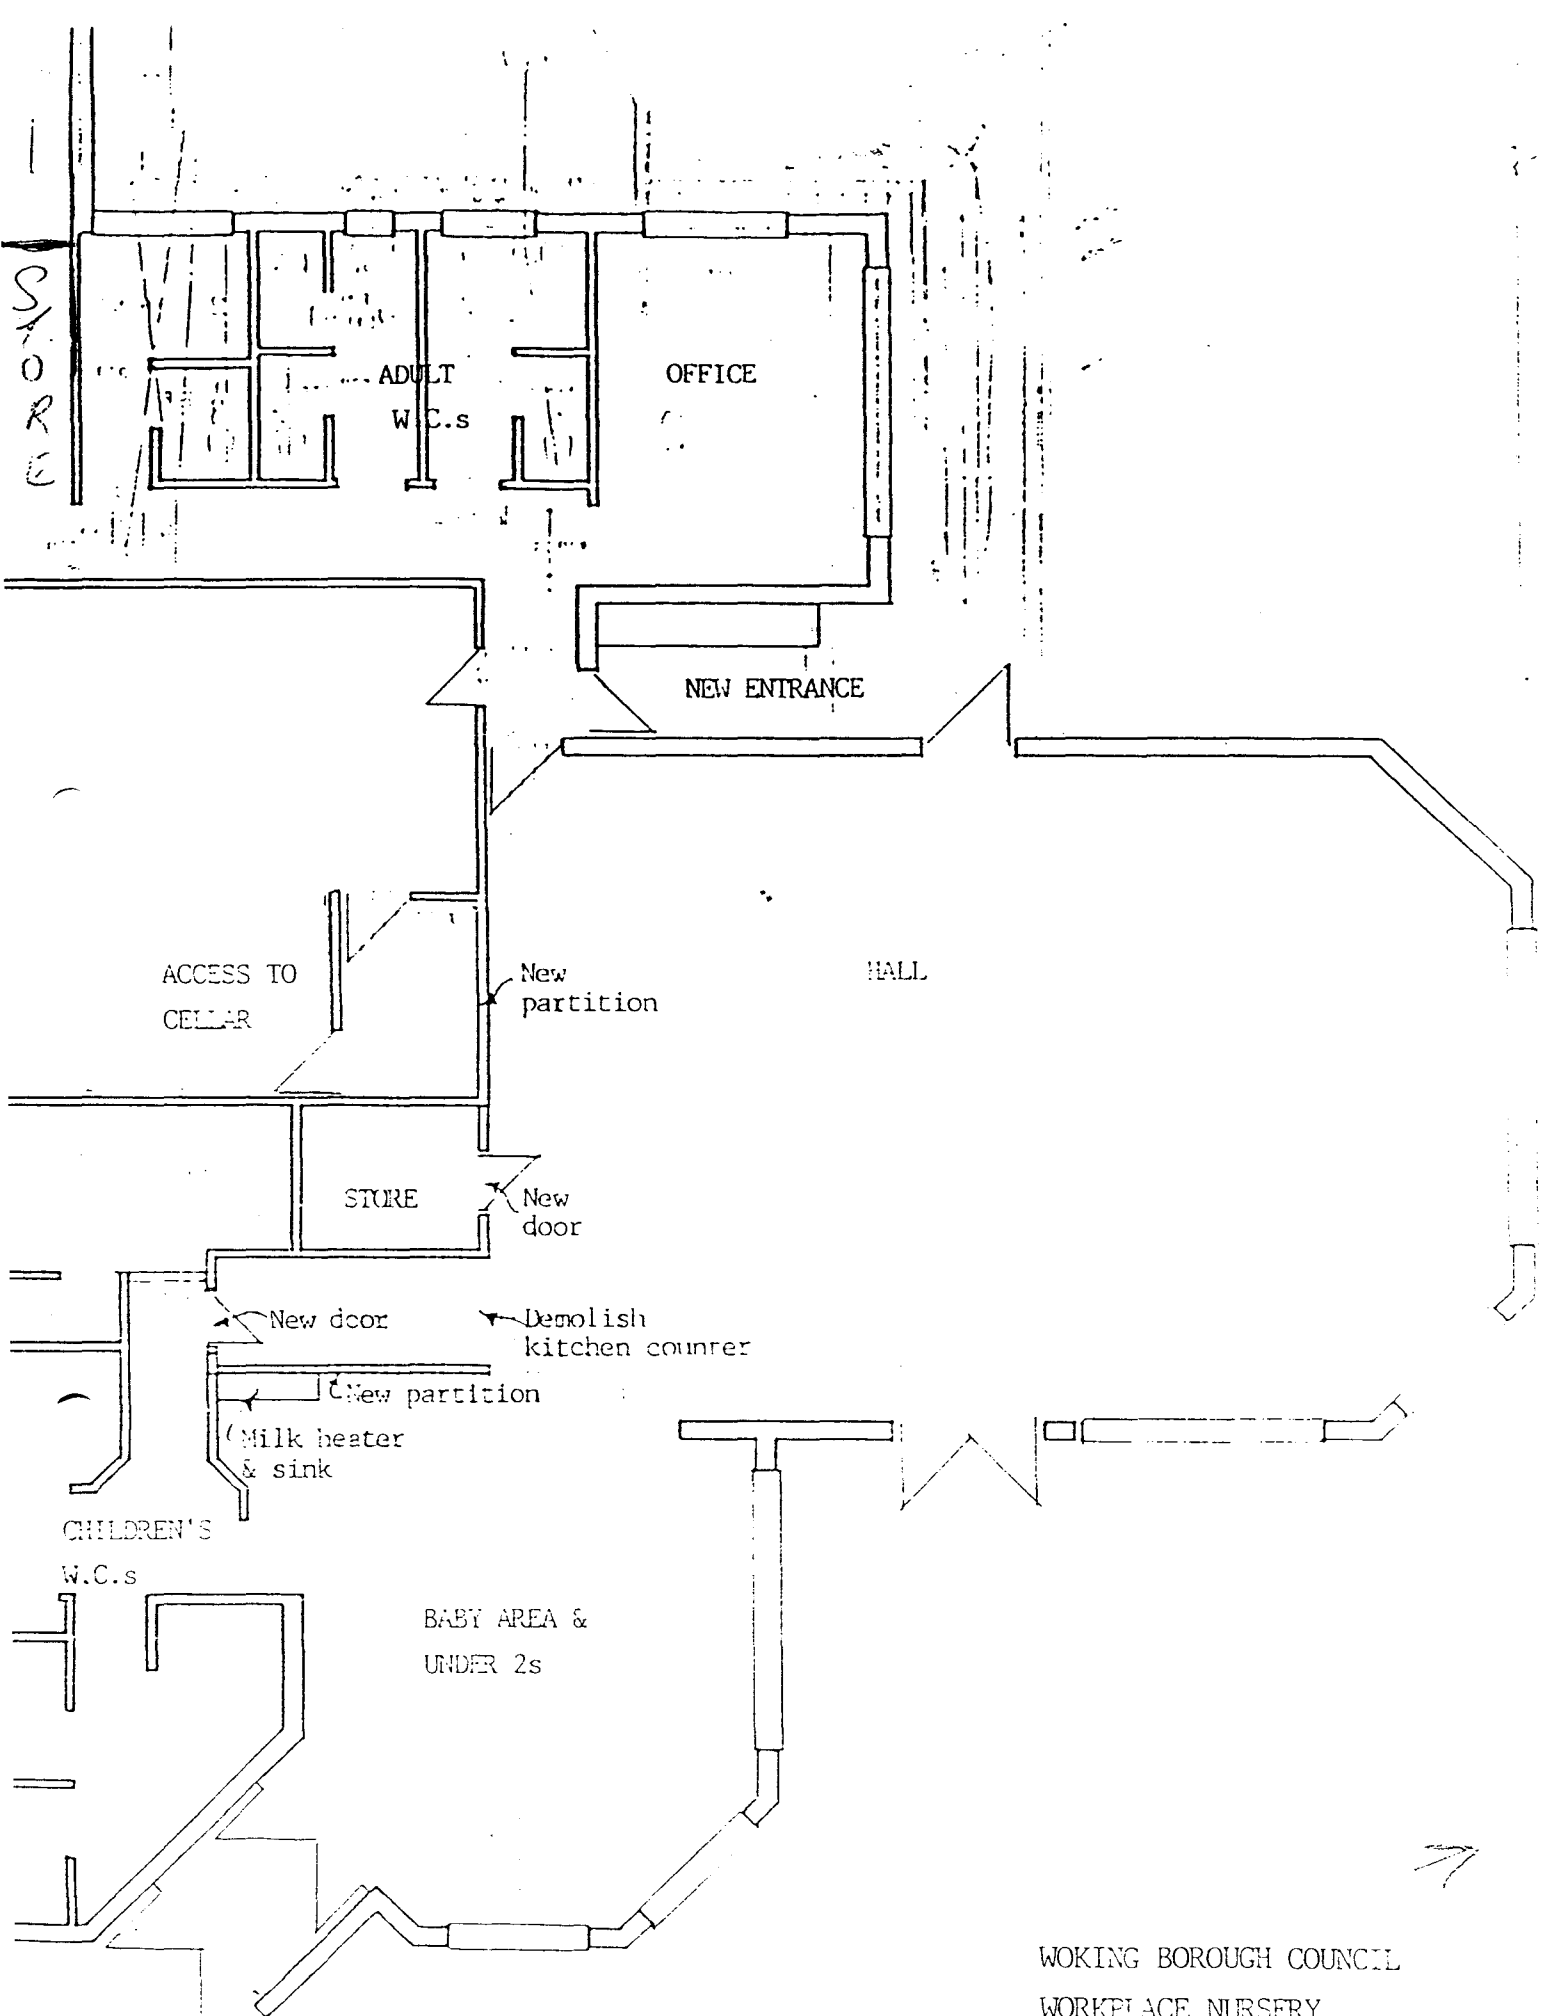 STORE
ADULT
W.C.s
OFFICE
NEW ENTRANCE
ACCESS TO
CELLAR
New
partition
HALL
STORE
New
door
New door
Demolish
kitchen counter
New partition
Milk heater
& sink
CHILDREN'S
W.C.s
BABY AREA &
UNDER 2s
WOKING BOROUGH COUNCIL
WORKPLACE NURSERY